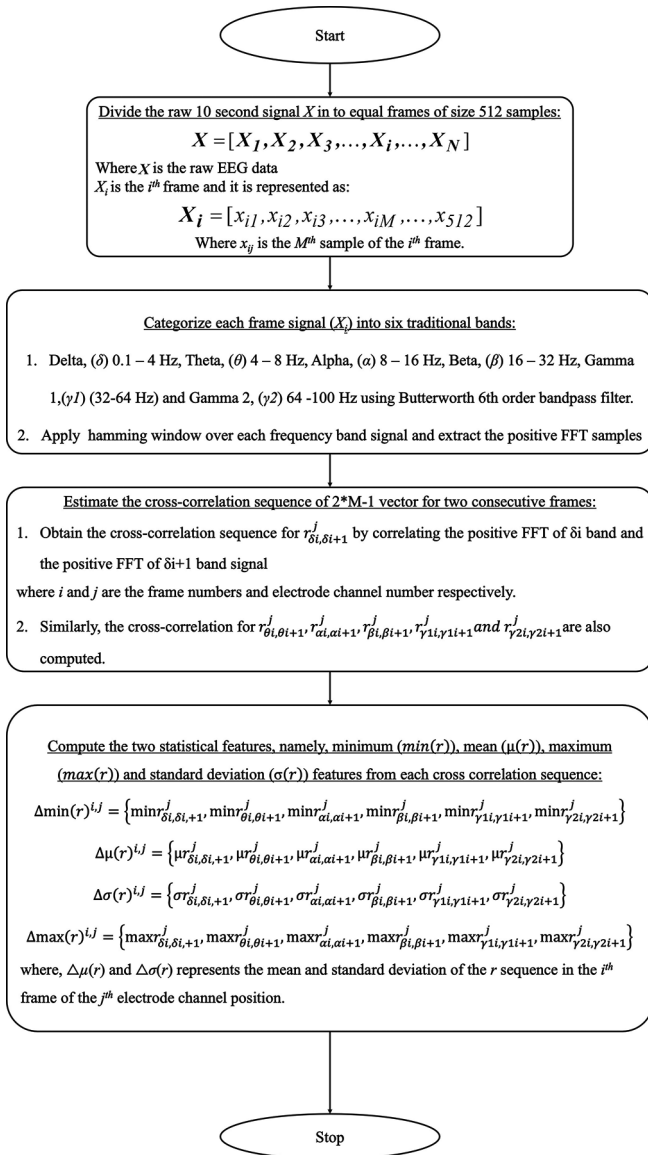 Start
Divide the raw 10 second signal X in to equal frames of size 512 samples:
X = [X₁, X₂, X₃,..., Xᵢ,..., X_N]
Where X is the raw EEG data
Xᵢ is the iᵗʰ frame and it is represented as:
Xᵢ = [x_{i1}, x_{i2}, x_{i3},..., x_{iM},..., x_{512}]
Where x_{ij} is the Mᵗʰ sample of the iᵗʰ frame.
Categorize each frame signal (Xᵢ) into six traditional bands:
1. Delta, (δ) 0.1 – 4 Hz, Theta, (θ) 4 – 8 Hz, Alpha, (α) 8 – 16 Hz, Beta, (β) 16 – 32 Hz, Gamma
1,(γ1) (32-64 Hz) and Gamma 2, (γ2) 64 -100 Hz using Butterworth 6th order bandpass filter.
2. Apply hamming window over each frequency band signal and extract the positive FFT samples
Estimate the cross-correlation sequence of 2*M-1 vector for two consecutive frames:
1. Obtain the cross-correlation sequence for r^j_{δi,δi+1} by correlating the positive FFT of δi band and
the positive FFT of δi+1 band signal
where i and j are the frame numbers and electrode channel number respectively.
2. Similarly, the cross-correlation for r^j_{θi,θi+1}, r^j_{αi,αi+1}, r^j_{βi,βi+1}, r^j_{γ1i,γ1i+1} and r^j_{γ2i,γ2i+1} are also
computed.
Compute the two statistical features, namely, minimum (min(r)), mean (μ(r)), maximum
(max(r)) and standard deviation (σ(r)) features from each cross correlation sequence:
Δmin(r)^{i,j} = {minr^j_{δi,δi,+1}, minr^j_{θi,θi+1}, minr^j_{αi,αi+1}, minr^j_{βi,βi+1}, minr^j_{γ1i,γ1i+1}, minr^j_{γ2i,γ2i+1}}
Δμ(r)^{i,j} = {μr^j_{δi,δi,+1}, μr^j_{θi,θi+1}, μr^j_{αi,αi+1}, μr^j_{βi,βi+1}, μr^j_{γ1i,γ1i+1}, μr^j_{γ2i,γ2i+1}}
Δσ(r)^{i,j} = {σr^j_{δi,δi,+1}, σr^j_{θi,θi+1}, σr^j_{αi,αi+1}, σr^j_{βi,βi+1}, σr^j_{γ1i,γ1i+1}, σr^j_{γ2i,γ2i+1}}
Δmax(r)^{i,j} = {maxr^j_{δi,δi,+1}, maxr^j_{θi,θi+1}, maxr^j_{αi,αi+1}, maxr^j_{βi,βi+1}, maxr^j_{γ1i,γ1i+1}, maxr^j_{γ2i,γ2i+1}}
where, △μ(r) and △σ(r) represents the mean and standard deviation of the r sequence in the iᵗʰ
frame of the jᵗʰ electrode channel position.
Stop